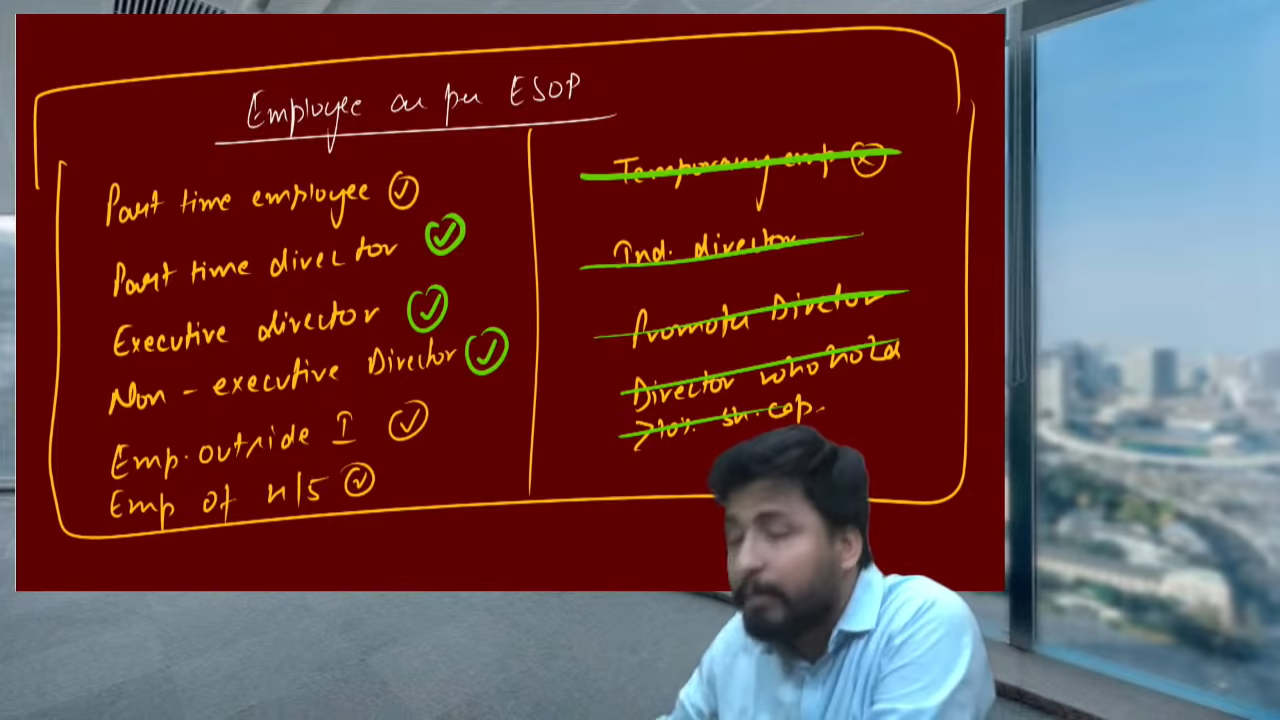 Employee as per ESOP
Part time employee
Part time director
Executive director
Non - executive Director
Emp. outside I
Emp of H/S
Temporary emp
Ind. director
Promoter Director
Director who hold
>10% sh. cap.